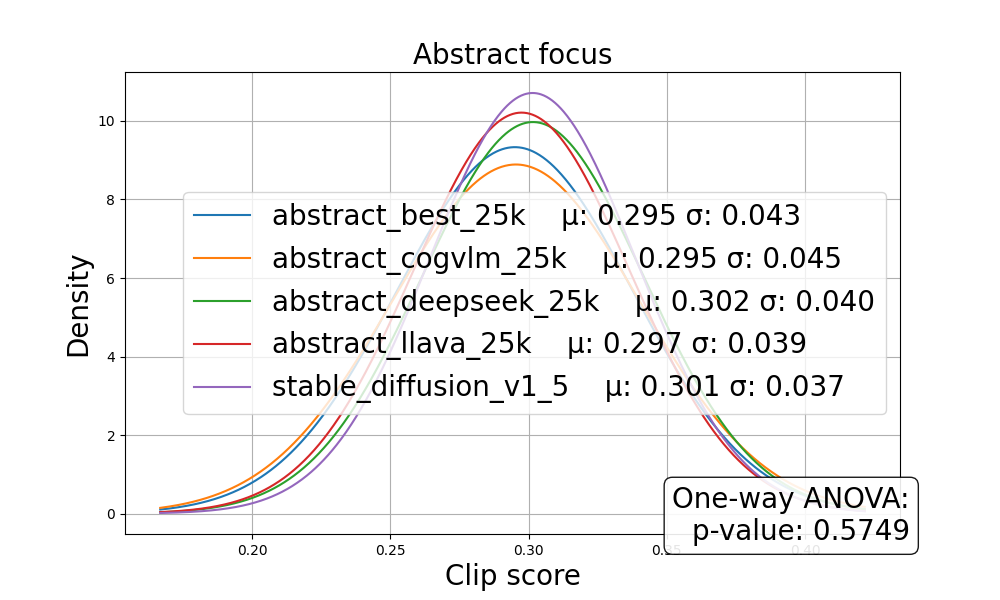 Abstract focus
Density
10
8
6
4
2
0
abstract_best_25k μ: 0.295 σ: 0.043
abstract_cogvlm_25k μ: 0.295 σ: 0.045
abstract_deepseek_25k μ: 0.302 σ: 0.040
abstract_llava_25k μ: 0.297 σ: 0.039
stable_diffusion_v1_5 μ: 0.301 σ: 0.037
One-way ANOVA:
p-value: 0.5749
0.20 0.25 0.30 0.35 0.40
Clip score